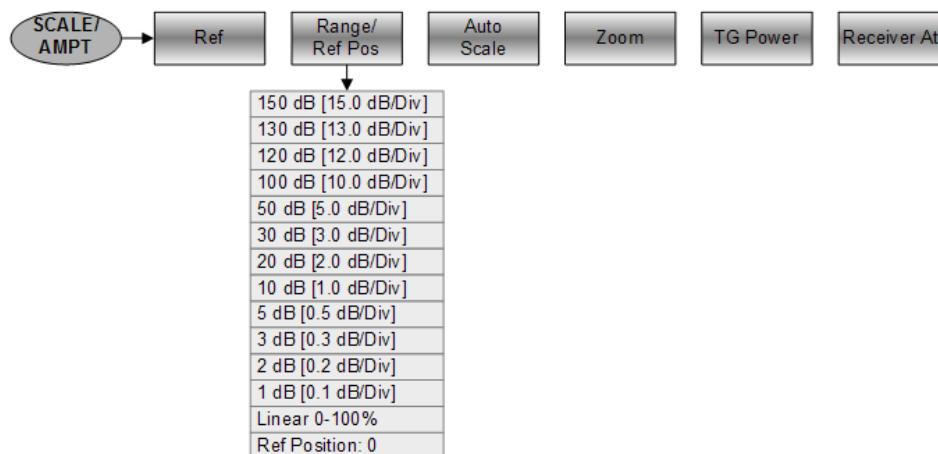 SCALE/
AMPT
Ref
Range/
Ref Pos
Auto
Scale
Zoom
TG Power
Receiver At
150 dB [15.0 dB/Div]
130 dB [13.0 dB/Div]
120 dB [12.0 dB/Div]
100 dB [10.0 dB/Div]
50 dB [5.0 dB/Div]
30 dB [3.0 dB/Div]
20 dB [2.0 dB/Div]
10 dB [1.0 dB/Div]
5 dB [0.5 dB/Div]
3 dB [0.3 dB/Div]
2 dB [0.2 dB/Div]
1 dB [0.1 dB/Div]
Linear 0-100%
Ref Position: 0